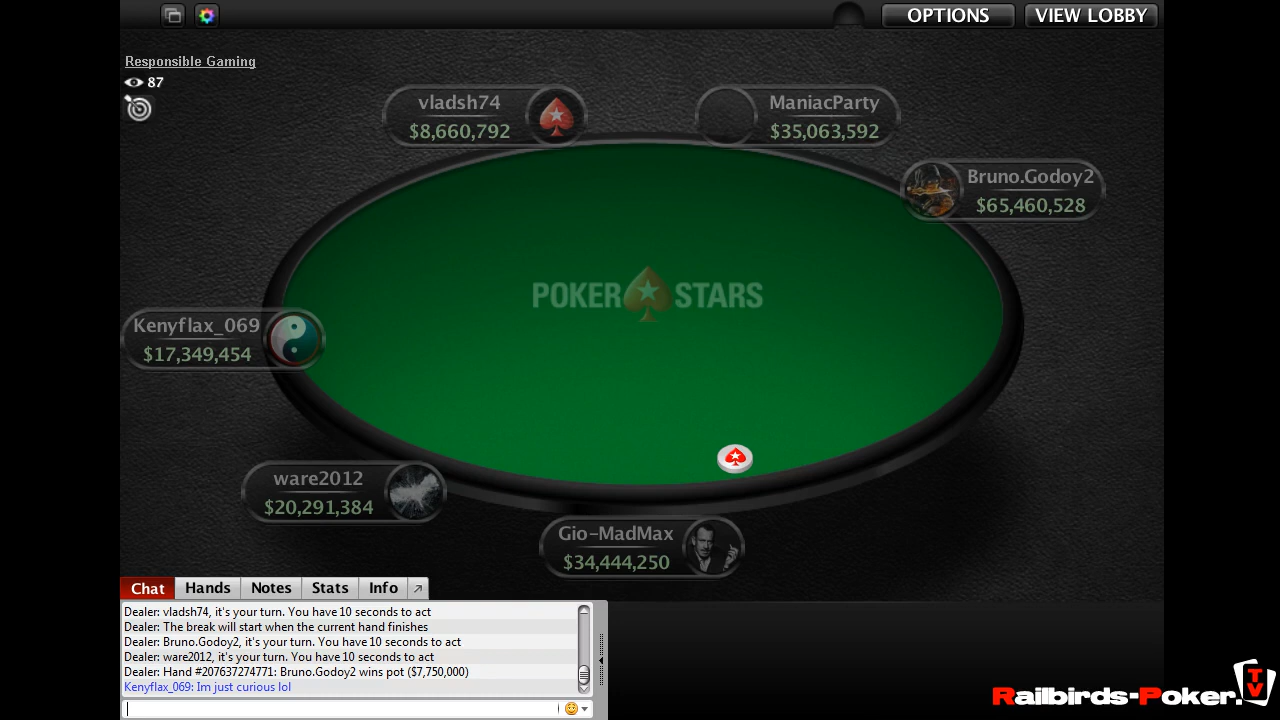 OPTIONS
VIEW LOBBY
Responsible Gaming
87
vladsh74
$8,660,792
ManiacParty
$35,063,592
Bruno.Godoy2
$65,460,528
POKER STARS
Kenyflax_069
$17,349,454
ware2012
$20,291,384
Gio-MadMax
$34,444,250
Chat Hands Notes Stats Info
Dealer: vladsh74, it's your turn. You have 10 seconds to act
Dealer: The break will start when the current hand finishes
Dealer: Bruno.Godoy2, it's your turn. You have 10 seconds to act
Dealer: ware2012, it's your turn. You have 10 seconds to act
Dealer: Hand #207637274771: Bruno.Godoy2 wins pot ($7,750,000)
Kenyflax_069: Im just curious lol
Railbirds-Poker.TV